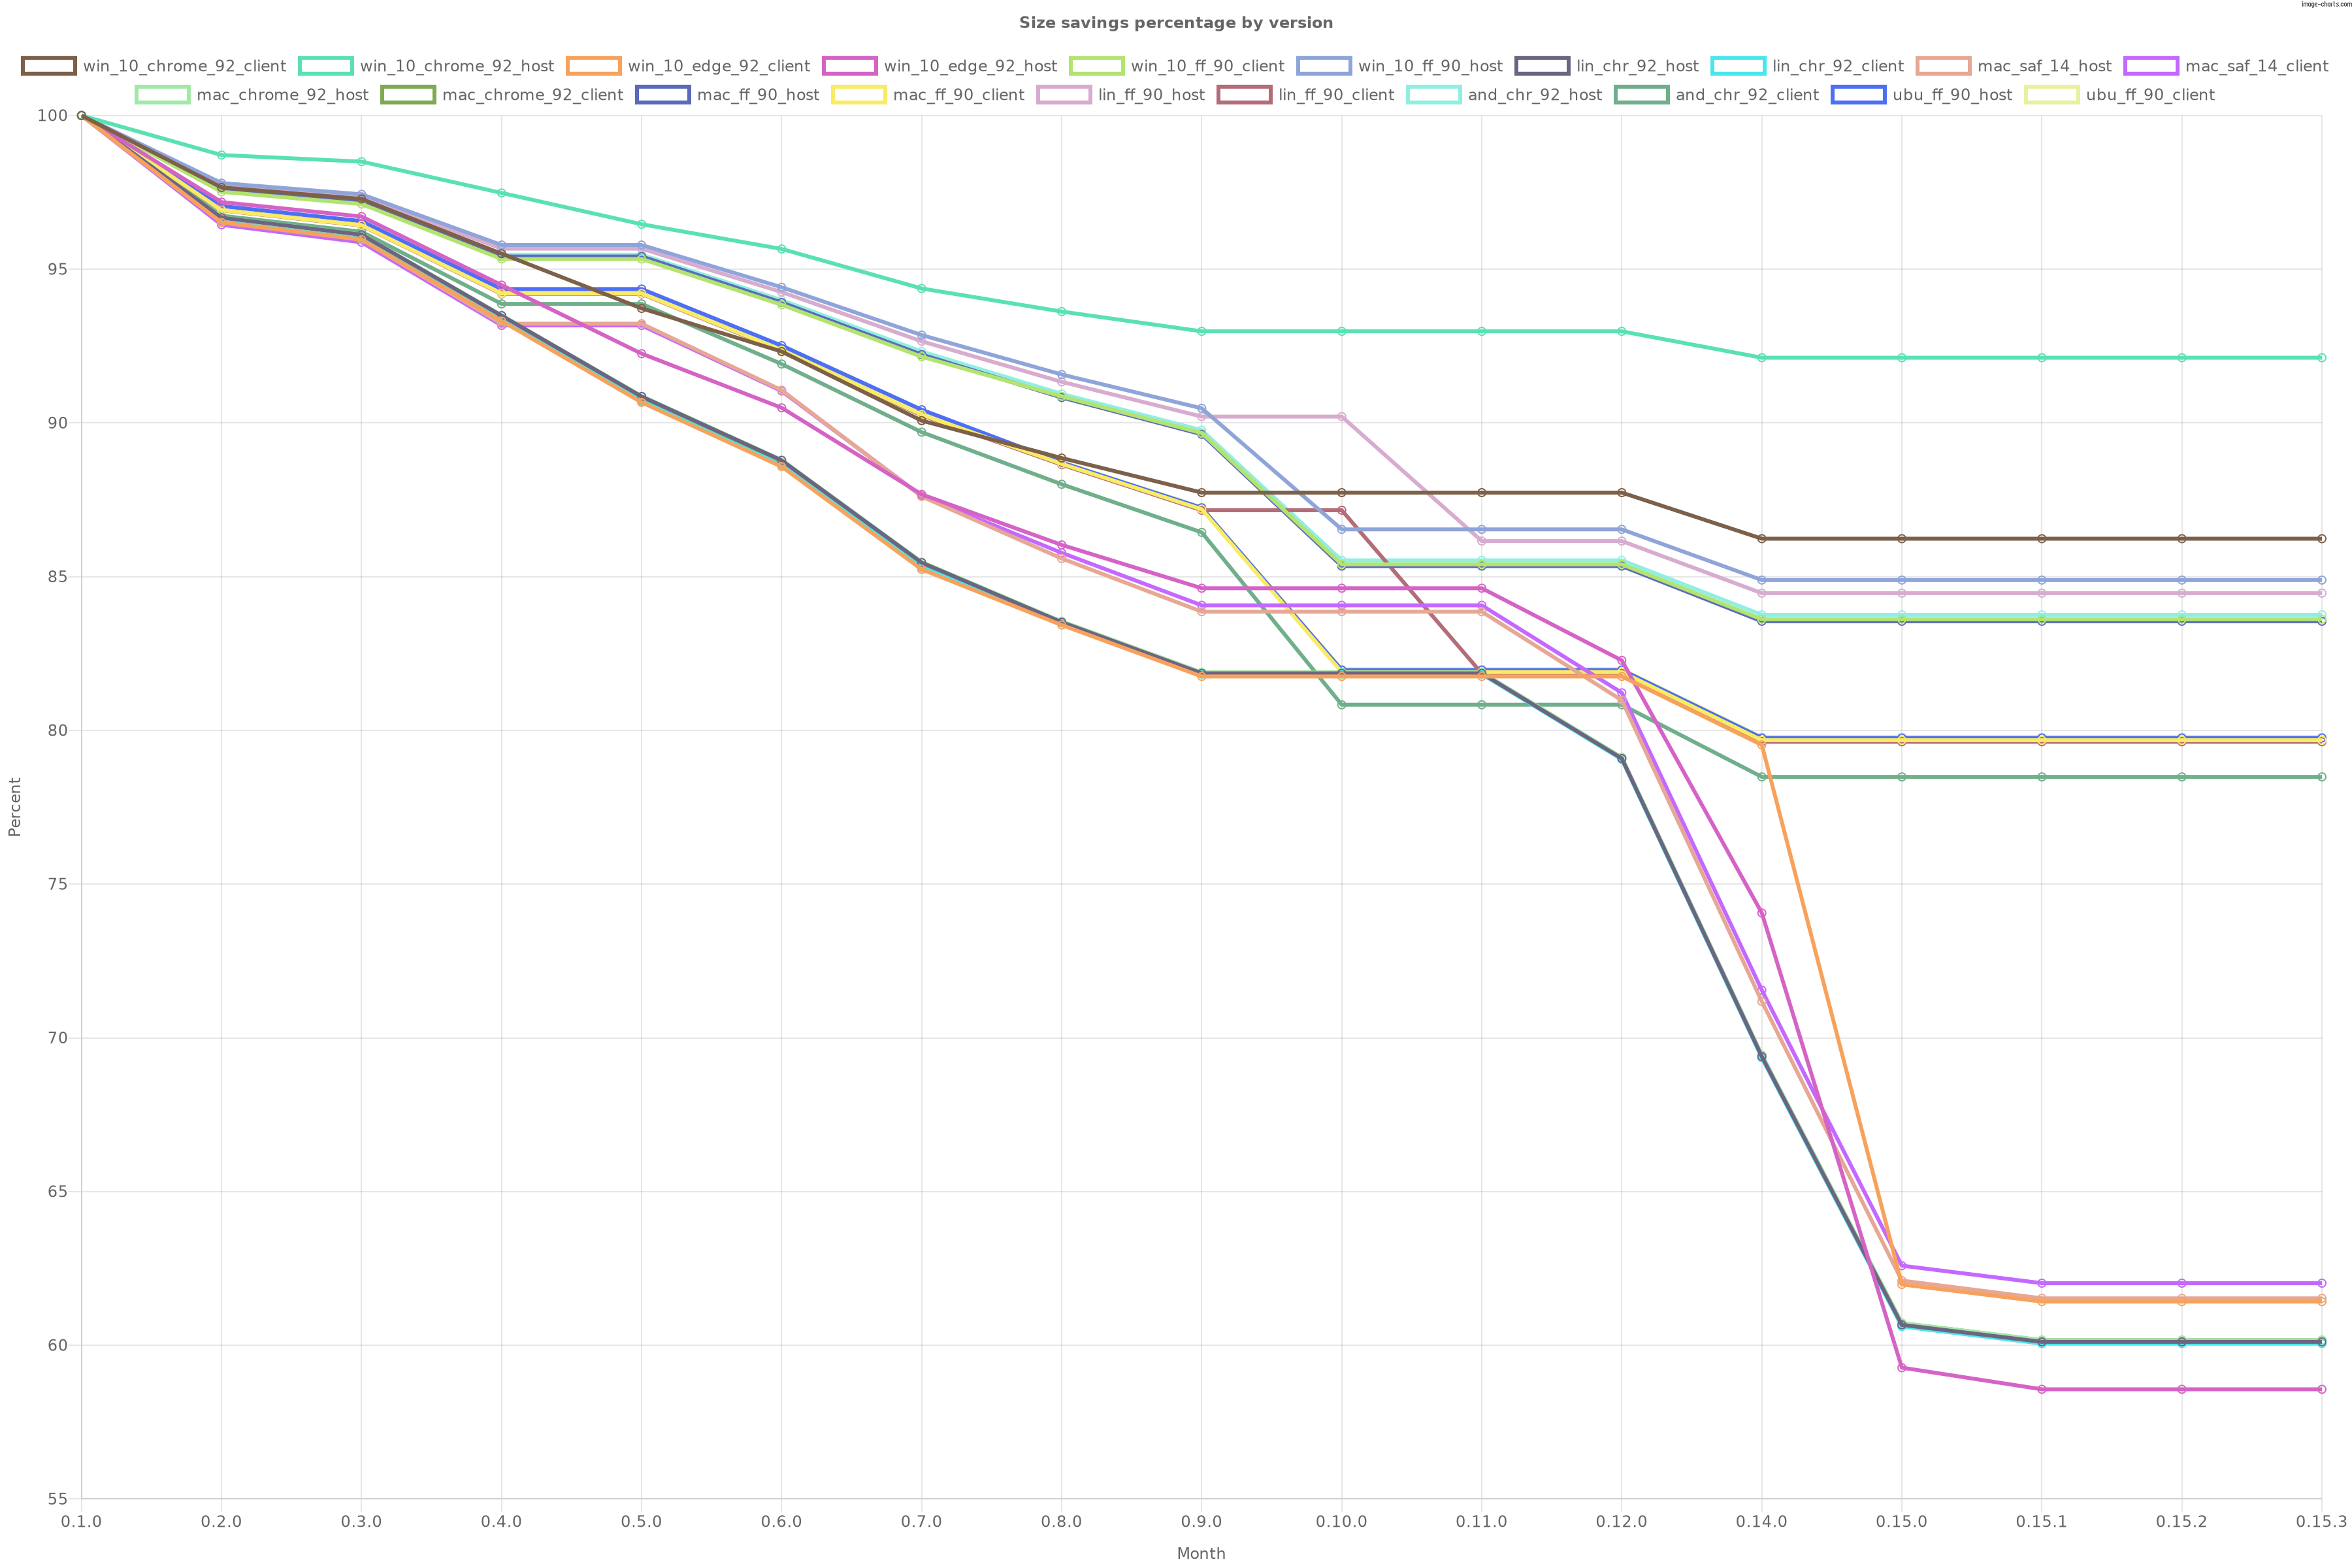 image-charts.com
Size savings percentage by version
win_10_chrome_92_client win_10_chrome_92_host win_10_edge_92_client win_10_edge_92_host win_10_ff_90_client win_10_ff_90_host lin_chr_92_host lin_chr_92_client mac_saf_14_host mac_saf_14_client
mac_chrome_92_host mac_chrome_92_client mac_ff_90_host mac_ff_90_client lin_ff_90_host lin_ff_90_client and_chr_92_host and_chr_92_client ubu_ff_90_host ubu_ff_90_client
100
95
90
85
80
75
70
65
60
55
Percent
0.1.0 0.2.0 0.3.0 0.4.0 0.5.0 0.6.0 0.7.0 0.8.0 0.9.0 0.10.0 0.11.0 0.12.0 0.14.0 0.15.0 0.15.1 0.15.2 0.15.3
Month